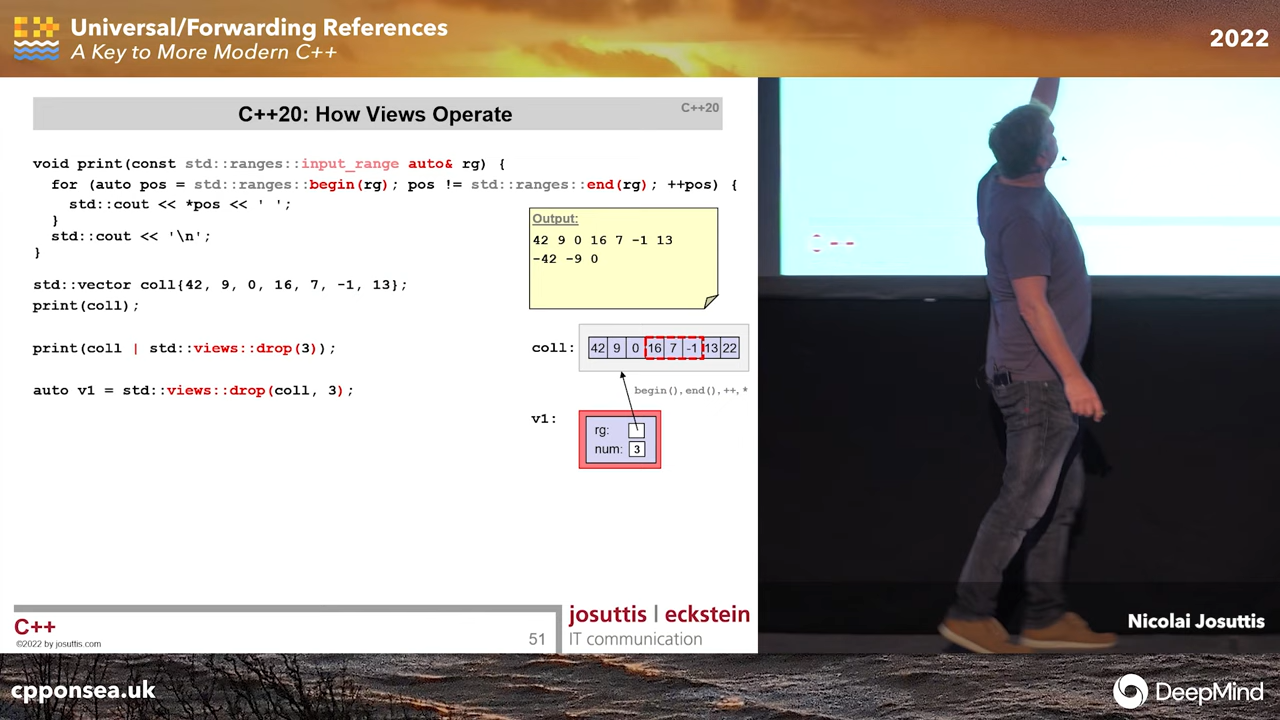 Universal/Forwarding References
A Key to More Modern C++
2022
C++20: How Views Operate
C++20
void print(const std::ranges::input_range auto& rg) {
for (auto pos = std::ranges::begin(rg); pos != std::ranges::end(rg); ++pos) {
std::cout << *pos << ' ';
}
std::cout << '\n';
}
Output:
42 9 0 16 7 -1 13
-42 -9 0
std::vector coll{42, 9, 0, 16, 7, -1, 13};
print(coll);
print(coll | std::views::drop(3));
coll:
42 9 0 16 7 -1 13 22
auto v1 = std::views::drop(coll, 3);
begin(), end(), ++, *
v1:
rg:
num: 3
C++
©2022 by josuttis.com
51
josuttis | eckstein
IT communication
C++
Nicolai Josuttis
cpponsea.uk
DeepMind